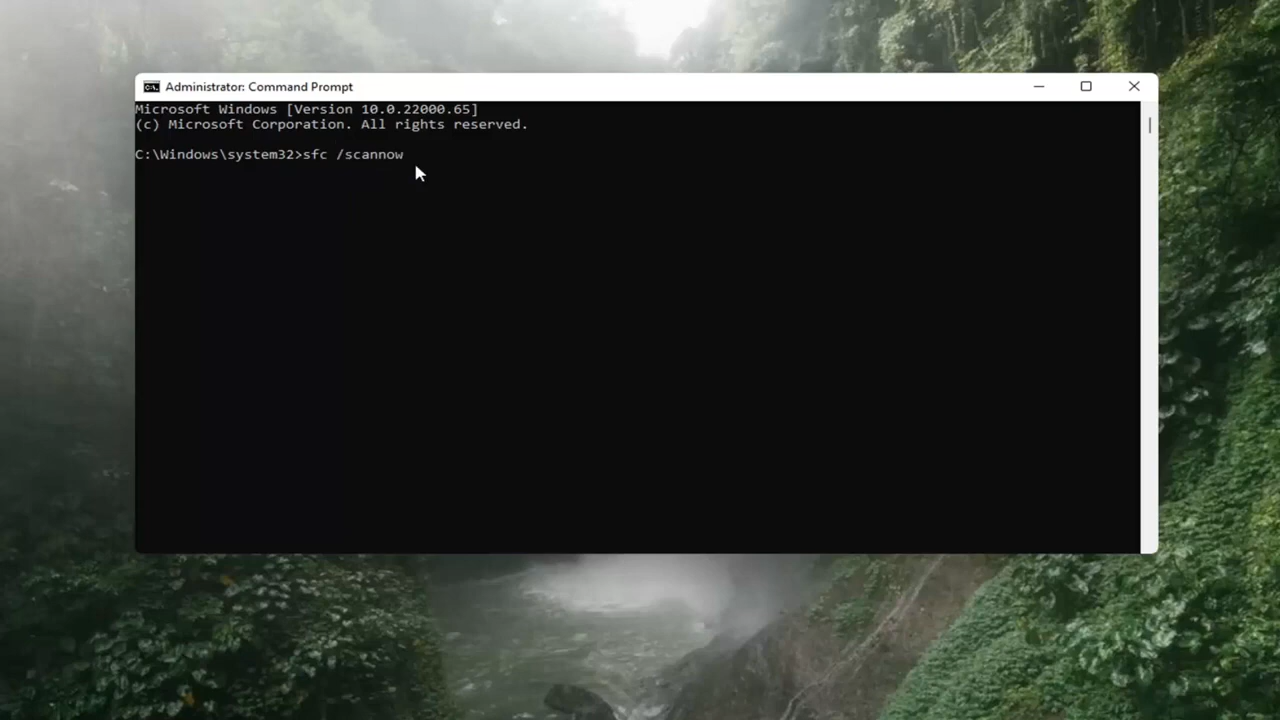 Administrator: Command Prompt
Microsoft Windows [Version 10.0.22000.65]
(c) Microsoft Corporation. All rights reserved.
C:\Windows\system32>sfc /scannow